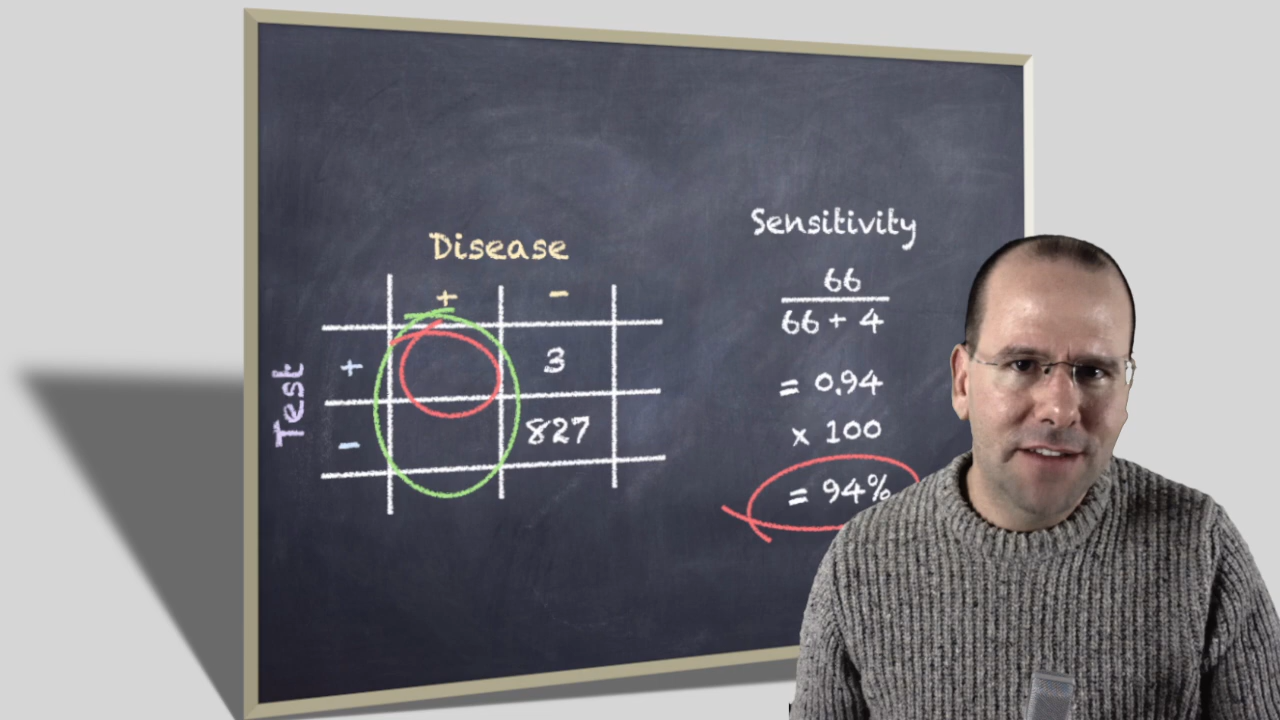 Disease
+ -
Test
+ 3
- 827
Sensitivity
66
66 + 4
= 0.94
x 100
= 94%